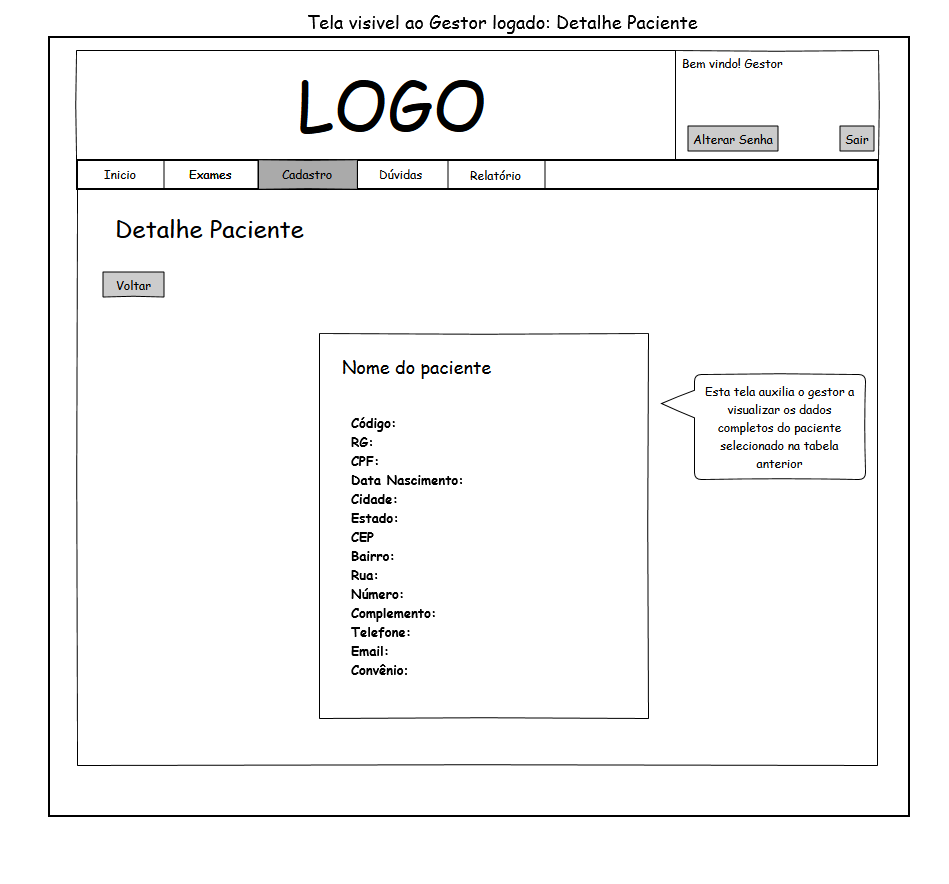 Tela visivel ao Gestor logado: Detalhe Paciente
LOGO
Bem vindo! Gestor
Alterar Senha
Sair
Inicio
Exames
Cadastro
Dúvidas
Relatório
Detalhe Paciente
Voltar
Nome do paciente
Código:
RG:
CPF:
Data Nascimento:
Cidade:
Estado:
CEP
Bairro:
Rua:
Número:
Complemento:
Telefone:
Email:
Convênio:
Esta tela auxilia o gestor a
visualizar os dados
completos do paciente
selecionado na tabela
anterior